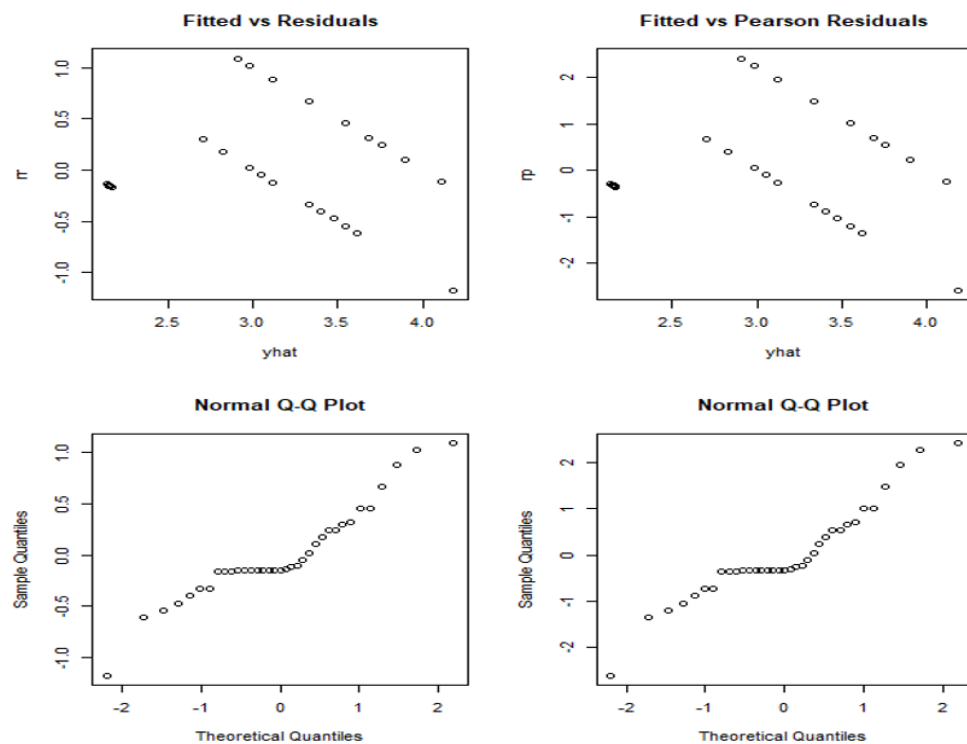 Fitted vs Residuals
rr
1.0
0.5
0.0
-0.5
-1.0
2.5 3.0 3.5 4.0
yhat
Fitted vs Pearson Residuals
rp
2
1
0
-1
-2
2.5 3.0 3.5 4.0
yhat
Normal Q-Q Plot
Sample Quantiles
1.0
0.5
0.0
-0.5
-1.0
-2 -1 0 1 2
Theoretical Quantiles
Normal Q-Q Plot
Sample Quantiles
2
1
0
-1
-2
-2 -1 0 1 2
Theoretical Quantiles